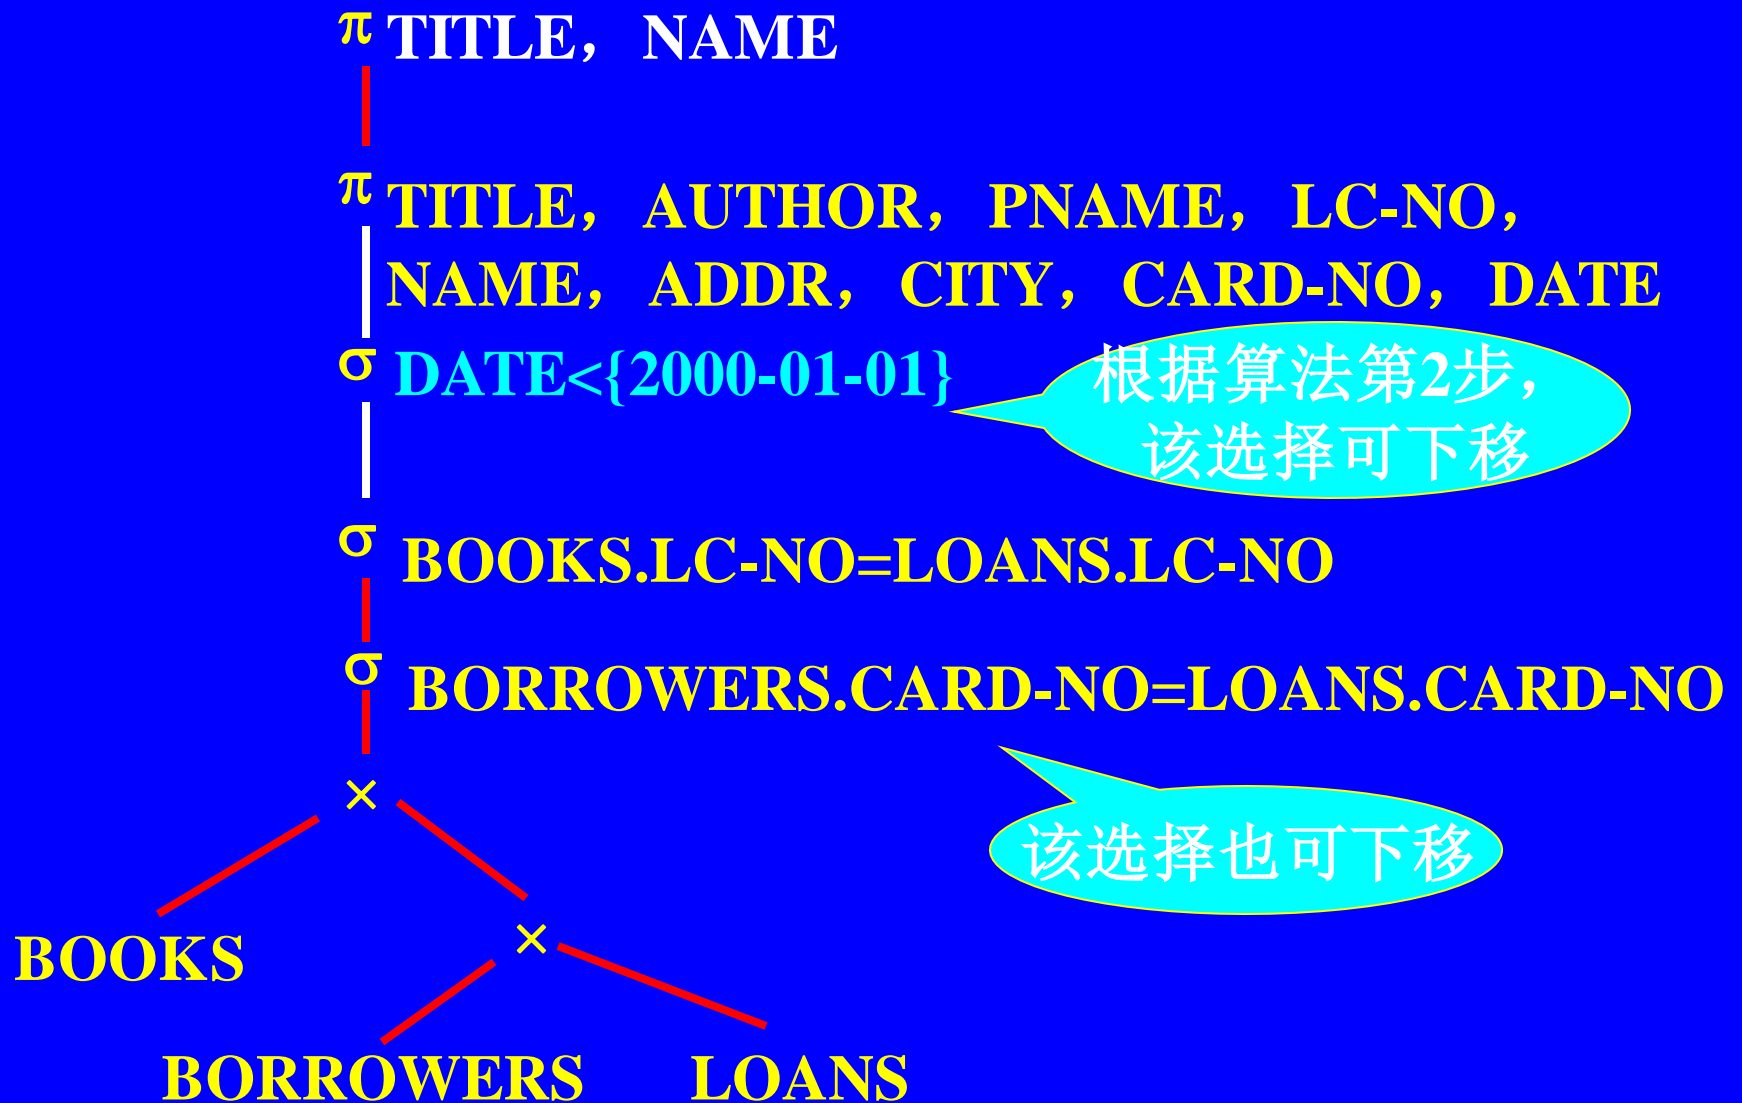 π TITLE， NAME
π TITLE， AUTHOR， PNAME， LC-NO，
NAME， ADDR， CITY， CARD-NO， DATE
σ DATE<{2000-01-01}
根据算法第2步，
该选择可下移
σ BOOKS.LC-NO=LOANS.LC-NO
σ BORROWERS.CARD-NO=LOANS.CARD-NO
×
该选择也可下移
BOOKS
×
BORROWERS
LOANS